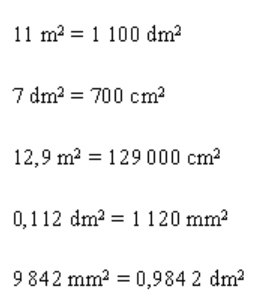 11 m² = 1 100 dm²
7 dm² = 700 cm²
12,9 m² = 129 000 cm²
0,112 dm² = 1 120 mm²
9 842 mm² = 0,984 2 dm²